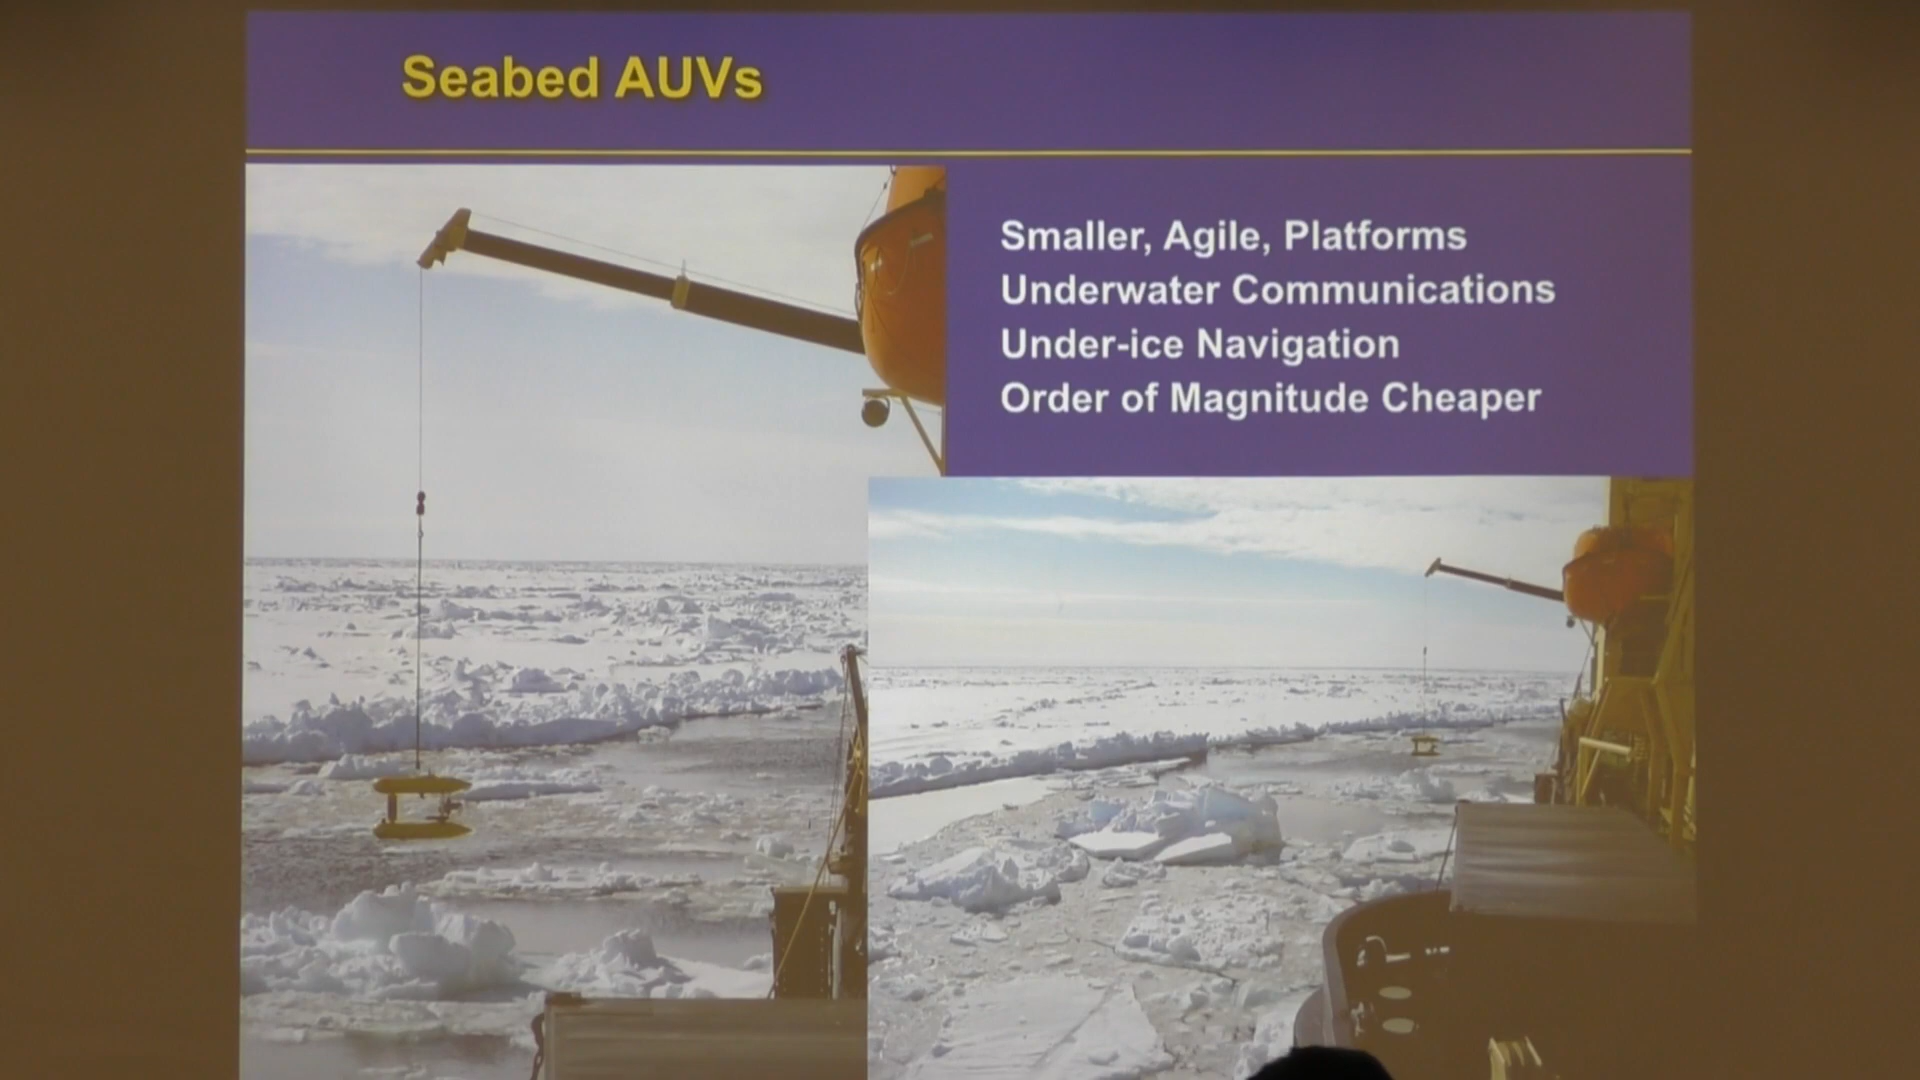 Seabed AUVs
Smaller, Agile, Platforms
Underwater Communications
Under-ice Navigation
Order of Magnitude Cheaper